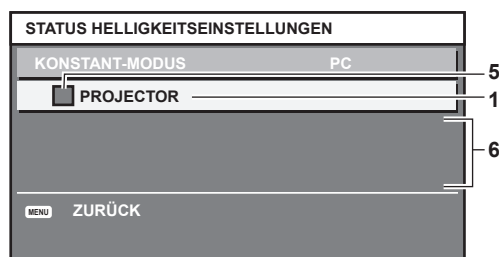 STATUS HELLIGKEITSEINSTELLUNGEN
KONSTANT-MODUS PC
5
PROJECTOR
1
6
MENU ZURÜCK